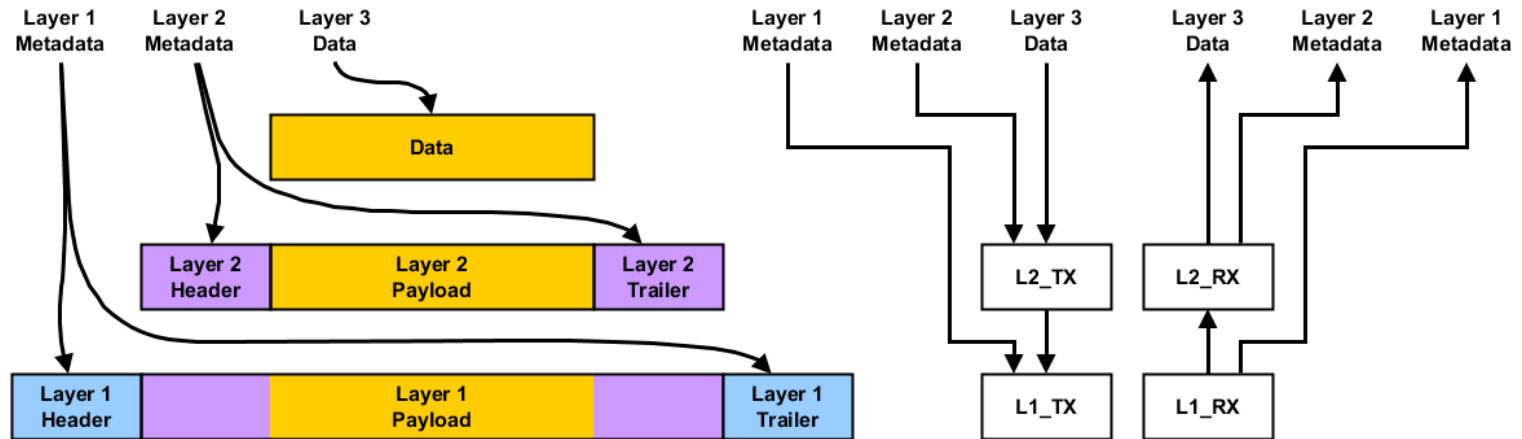 Layer 1
Metadata
Layer 2
Metadata
Layer 3
Data
Layer 1
Metadata
Layer 2
Metadata
Layer 3
Data
Layer 3
Data
Layer 2
Metadata
Layer 1
Metadata
Data
Layer 2
Header
Layer 2
Payload
Layer 2
Trailer
L2_TX
L2_RX
Layer 1
Header
Layer 1
Payload
Layer 1
Trailer
L1_TX
L1_RX